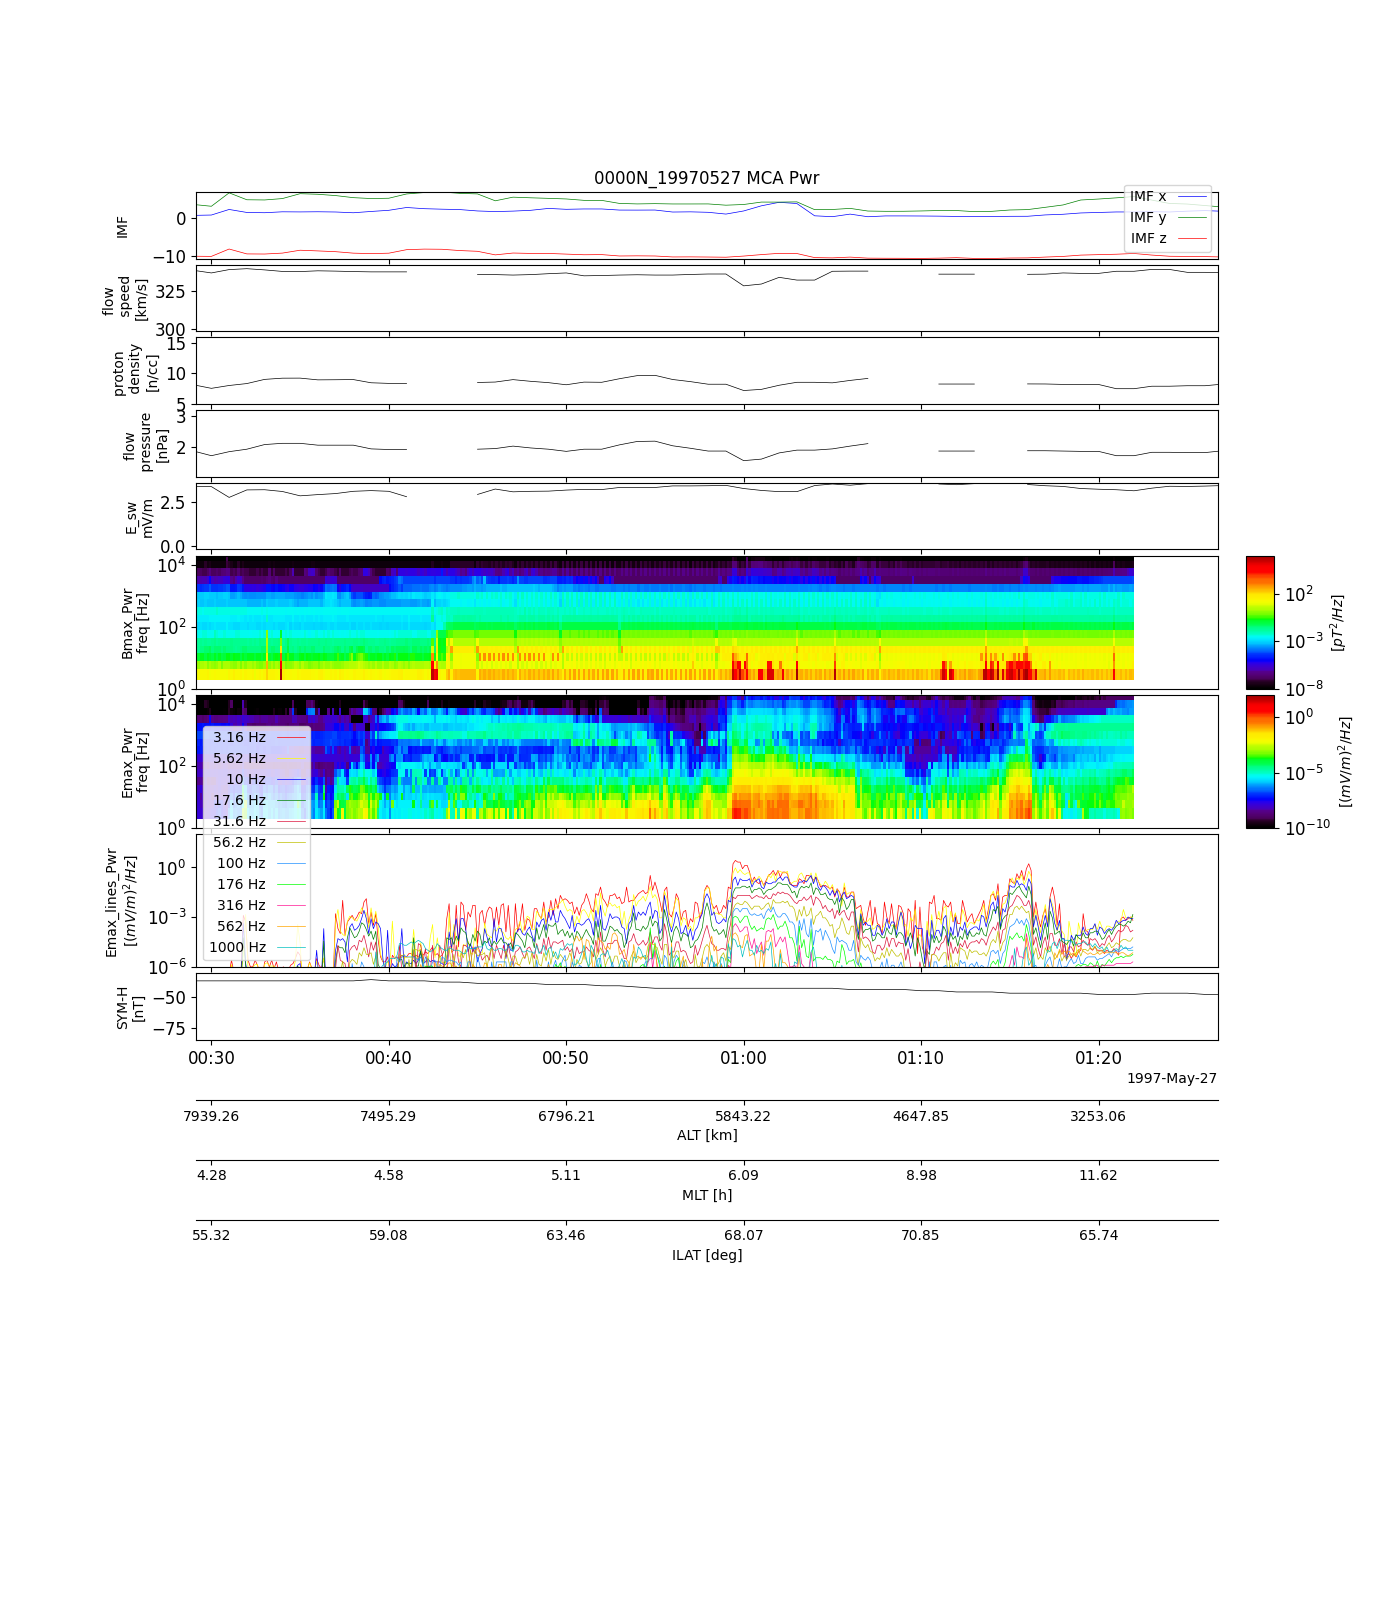 0000N_19970527 MCA Pwr
IMF
0
−10
IMF x
IMF y
IMF z
flow
speed
[km/s]
325
300
proton
density
[n/cc]
15
10
5
flow
pressure
[nPa]
3
2
E_sw
mV/m
2.5
0.0
Bmax_Pwr
freq [Hz]
10^4
10^2
10^0
10^2
10^−3
10^−8
[pT^2/Hz]
Emax_Pwr
freq [Hz]
10^4
10^2
10^0
10^0
10^−5
10^−10
[(mV/m)^2/Hz]
3.16 Hz
5.62 Hz
10 Hz
17.6 Hz
31.6 Hz
56.2 Hz
100 Hz
176 Hz
316 Hz
562 Hz
1000 Hz
Emax_lines_Pwr
[(mV/m)^2/Hz]
10^0
10^−3
10^−6
SYM-H
[nT]
−50
−75
00:30 00:40 00:50 01:00 01:10 01:20
1997-May-27
7939.26 7495.29 6796.21 5843.22 4647.85 3253.06
ALT [km]
4.28 4.58 5.11 6.09 8.98 11.62
MLT [h]
55.32 59.08 63.46 68.07 70.85 65.74
ILAT [deg]